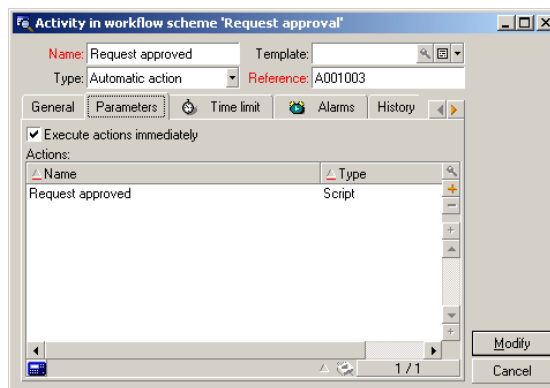 Activity in workflow scheme 'Request approval'
Name: Request approved Template:
Type: Automatic action Reference: A001003
General Parameters Time limit Alarms History
Execute actions immediately
Actions:
Name Type
Request approved Script
1 / 1
Modify
Cancel